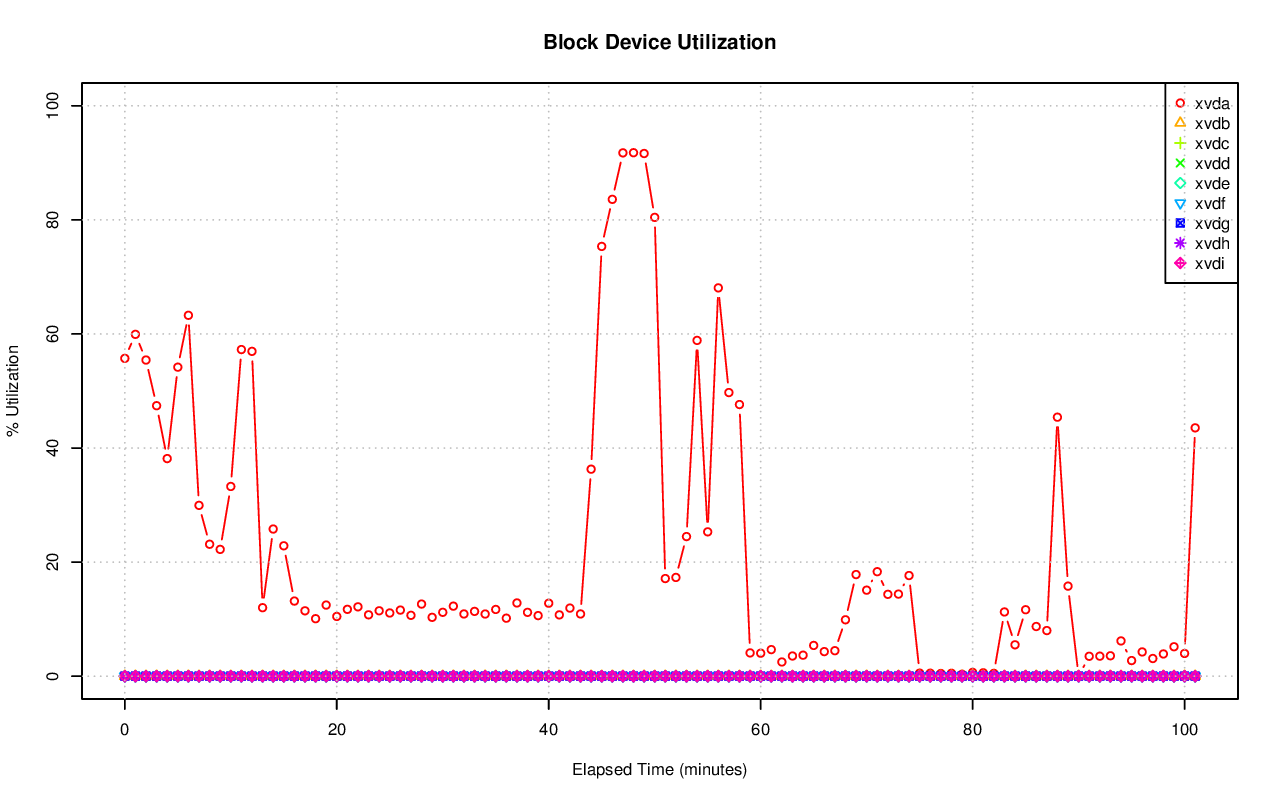 Block Device Utilization
% Utilization
100
80
60
40
20
0
xvda
xvdb
xvdc
xvdd
xvde
xvdf
xvdg
xvdh
xvdi
0 20 40 60 80 100
Elapsed Time (minutes)